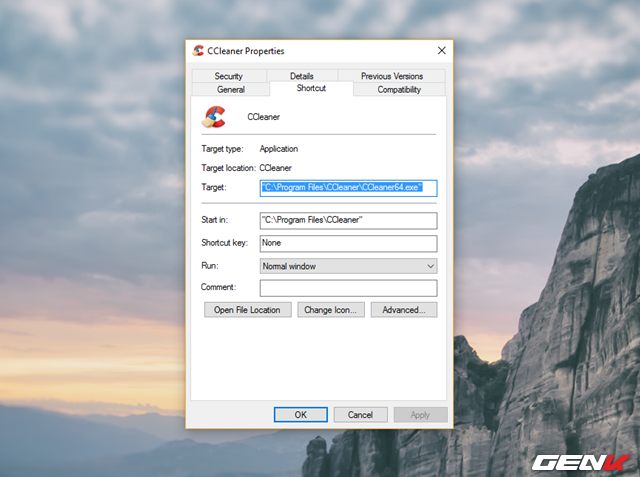 CCleaner Properties
Security Details Previous Versions
General Shortcut Compatibility
CCleaner
Target type: Application
Target location: CCleaner
Target: "C:\Program Files\CCleaner\CCleaner64.exe"
Start in: "C:\Program Files\CCleaner"
Shortcut key: None
Run: Normal window
Comment:
Open File Location Change Icon... Advanced...
OK Cancel Apply
GENK